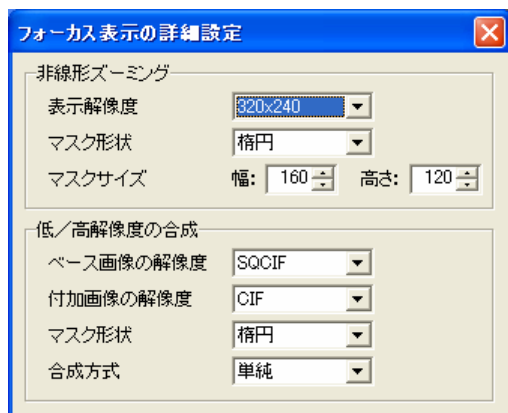 フォーカス表示の詳細設定
非線形ズーミング
表示解像度 320x240
マスク形状 楕円
マスクサイズ 幅: 160 高さ: 120
低／高解像度の合成
ベース画像の解像度 SQCIF
付加画像の解像度 CIF
マスク形状 楕円
合成方式 単純